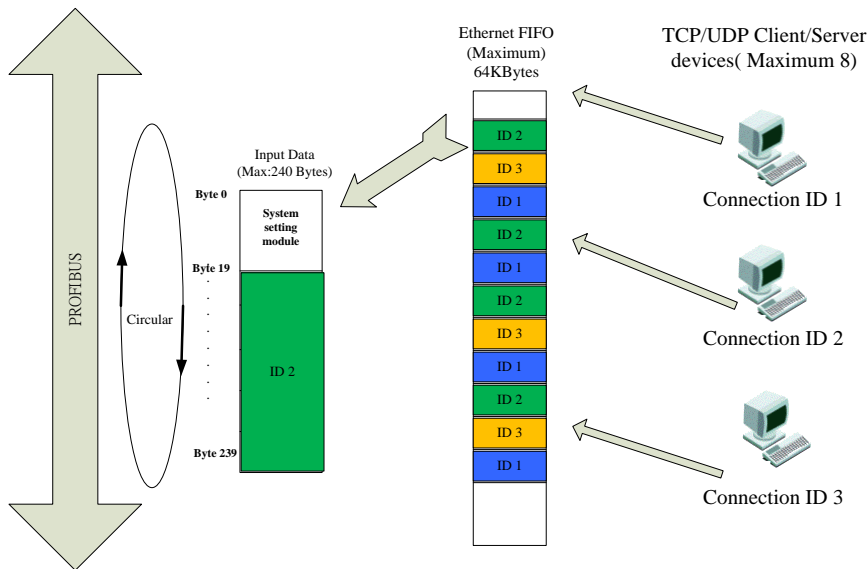 Ethernet FIFO
(Maximum)
64KBytes
TCP/UDP Client/Server
devices( Maximum 8)
Input Data
(Max:240 Bytes)
Byte 0
System
setting
module
Byte 19
PROFIBUS
Circular
ID 2
Byte 239
ID 2
ID 3
ID 1
ID 2
ID 1
ID 2
ID 3
ID 1
ID 2
ID 3
ID 1
Connection ID 1
Connection ID 2
Connection ID 3